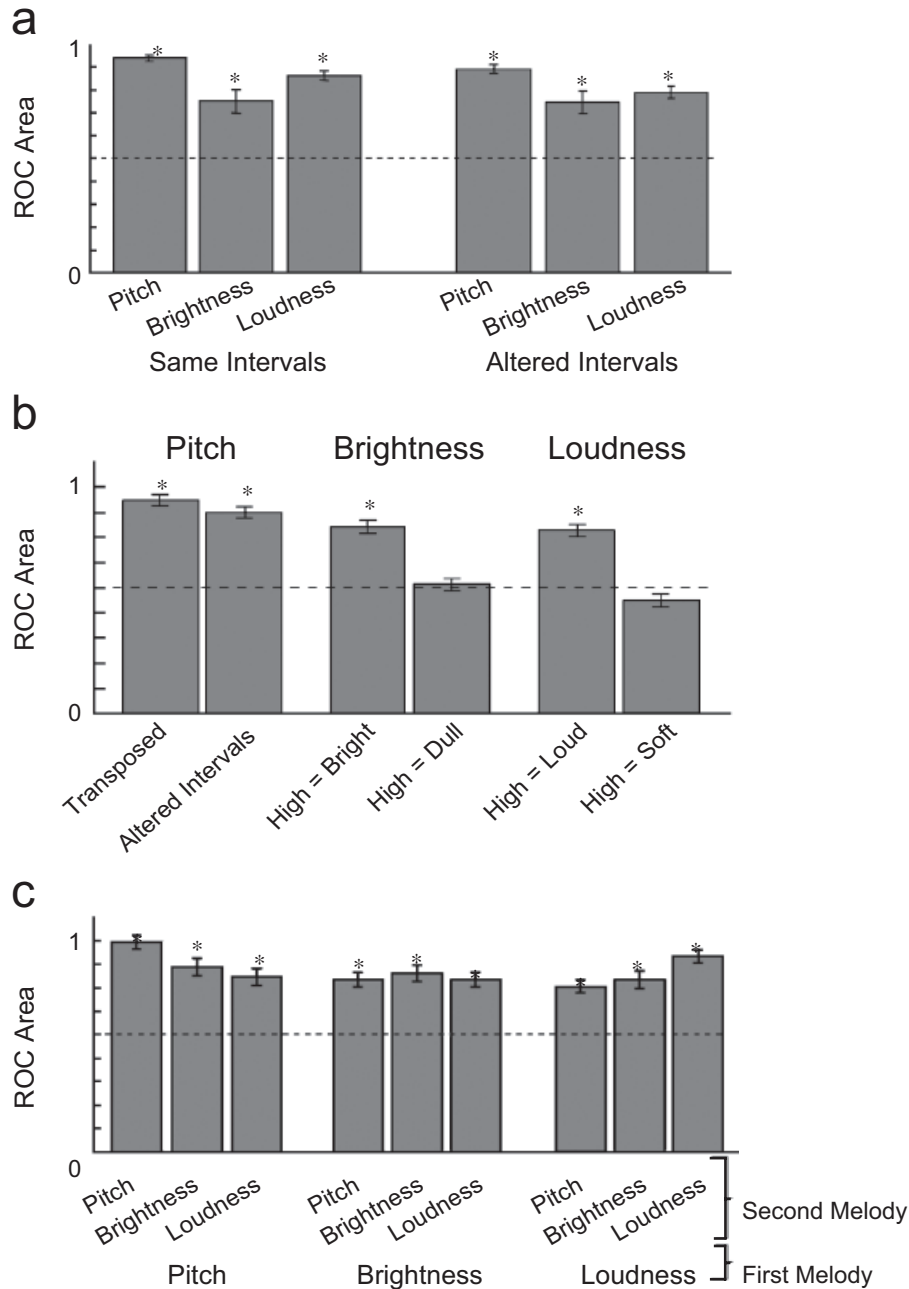 a
1
* * * * * *
ROC Area
0
Pitch Brightness Loudness Pitch Brightness Loudness
Same Intervals Altered Intervals
b
Pitch Brightness Loudness
1
* * * *
ROC Area
0
Transposed Altered Intervals High = Bright High = Dull High = Loud High = Soft
c
1
* * * * * * * * *
ROC Area
0
Pitch Brightness Loudness Pitch Brightness Loudness Pitch Brightness Loudness
Second Melody
Pitch Brightness Loudness First Melody